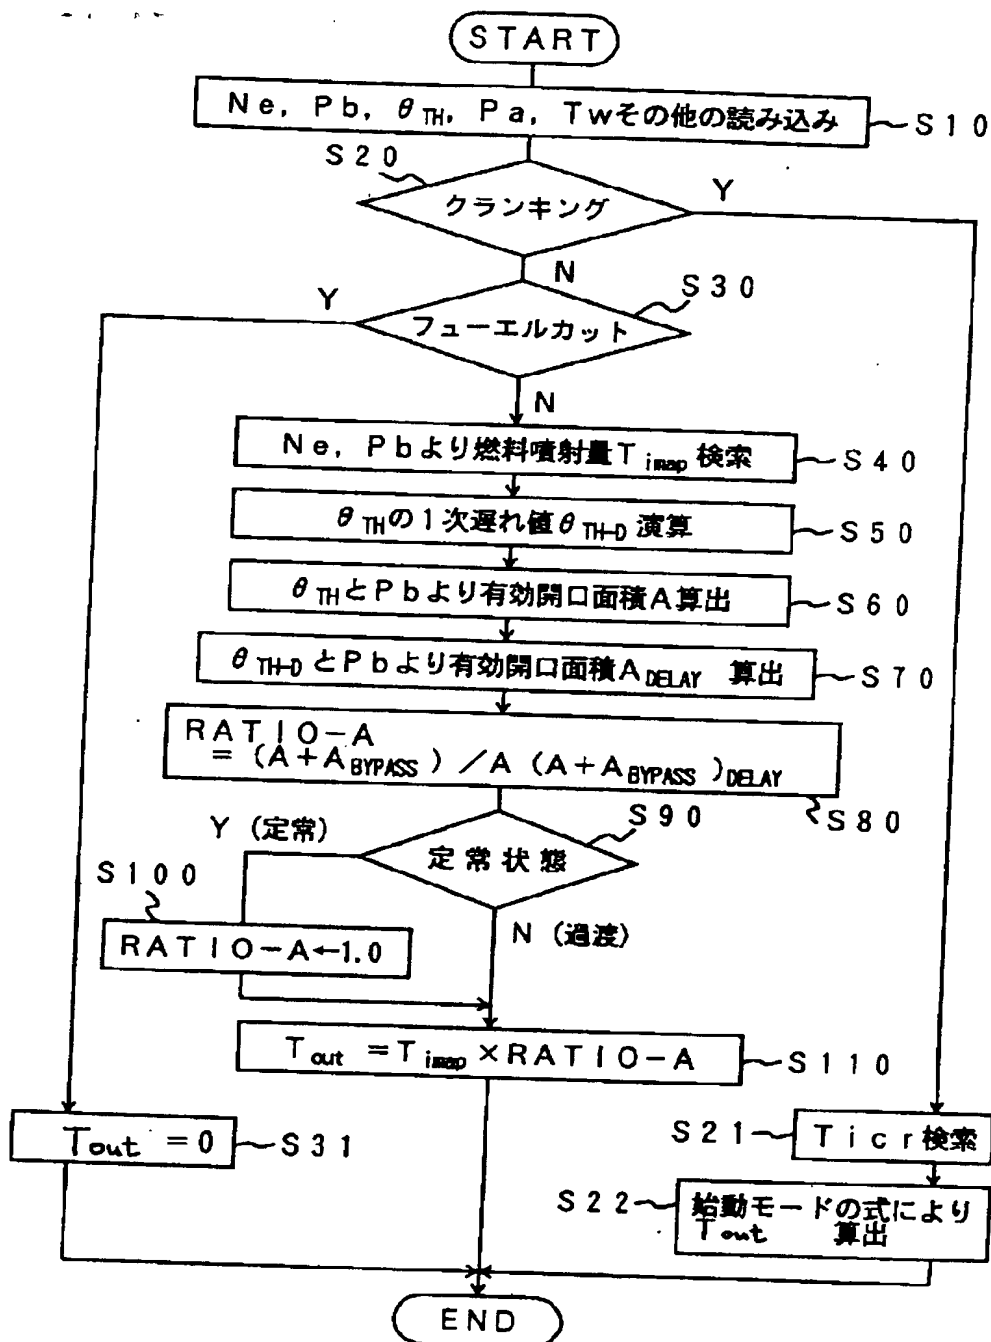 START
Ne, Pb, θTH, Pa, Twその他の読み込み
S10
S20
クランキング
Y
N
S30
Y
フューエルカット
N
Ne, Pbより燃料噴射量Timap検索
S40
θTHの1次遅れ値θTH-D演算
S50
θTHとPbより有効開口面積A算出
S60
θTH-DとPbより有効開口面積ADELAY 算出
S70
RATIO-A
=(A+ABYPASS)/A(A+ABYPASS)DELAY
S80
S90
Y(定常)
定常状態
S100
N(過渡)
RATIO-A←1.0
Tout=Timap×RATIO-A
S110
Tout=0
S31
S21
Ticr検索
S22
始動モードの式により
Tout 算出
END